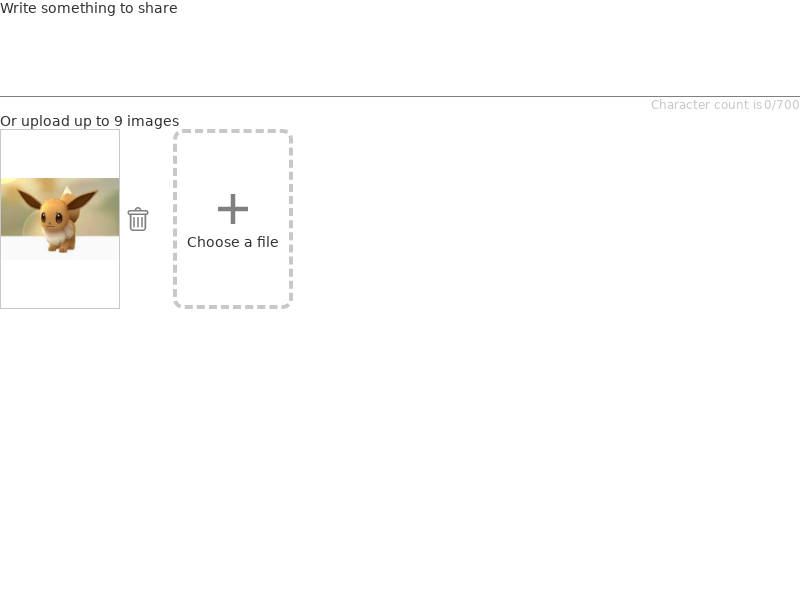 Write something to share
Character count is 0/700
Or upload up to 9 images
Choose a file